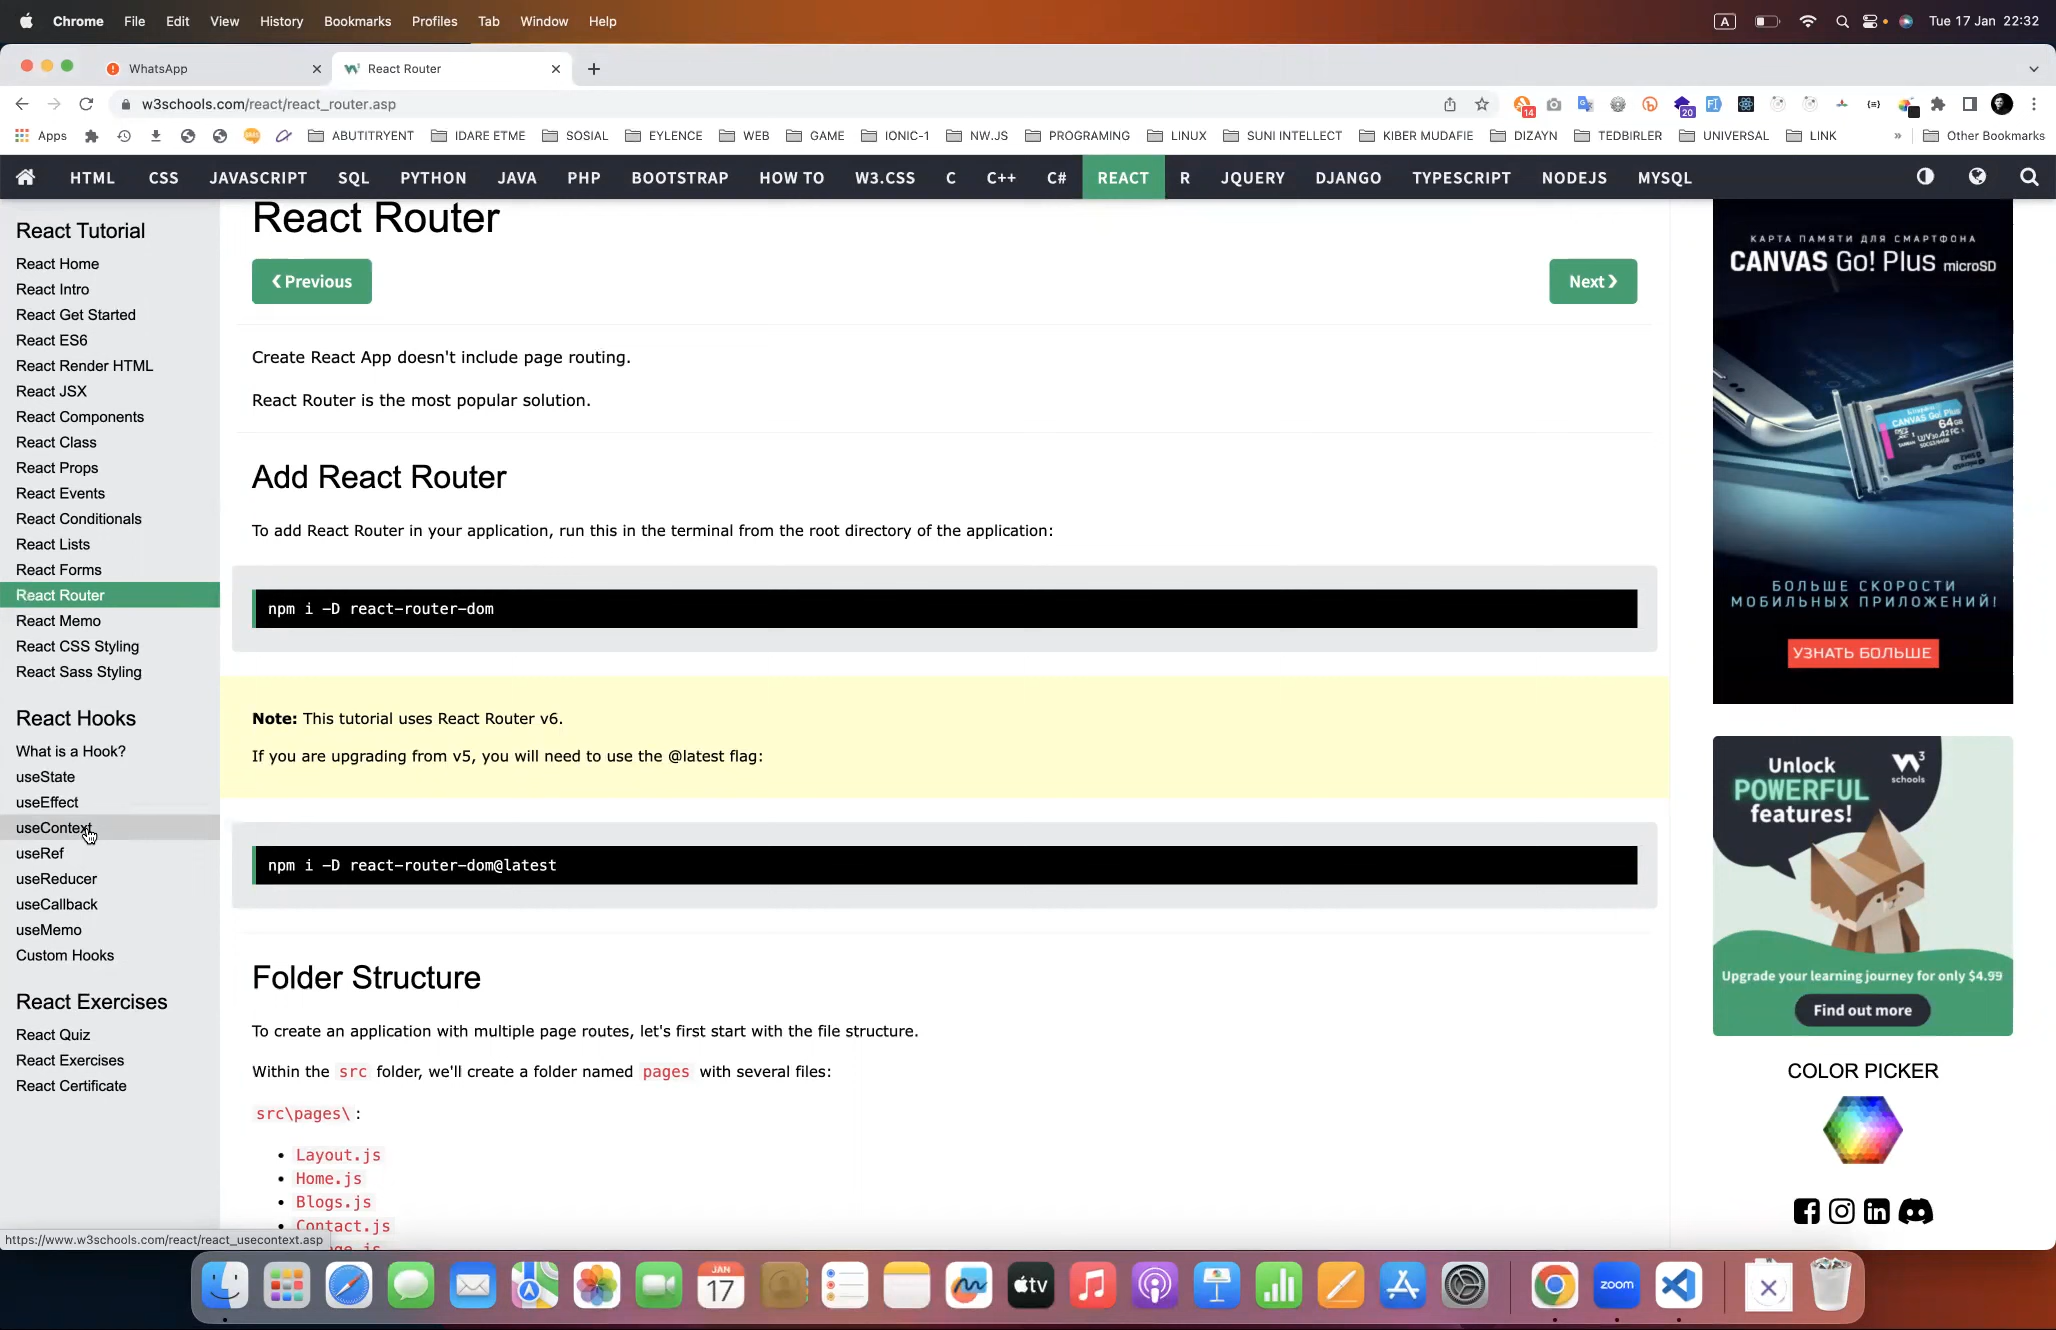 Chrome File Edit View History Bookmarks Profiles Tab Window Help
A Tue 17 Jan 22:32
WhatsApp
React Router
w3schools.com/react/react_router.asp
14
20
Apps
ABUTITRYENT IDARE ETME SOSIAL EYLENCE WEB GAME IONIC-1 NW.JS PROGRAMING LINUX SUNI INTELLECT KIBER MUDAFIE DIZAYN TEDBIRLER UNIVERSAL LINK » Other Bookmarks
HTML CSS JAVASCRIPT SQL PYTHON JAVA PHP BOOTSTRAP HOW TO W3.CSS C C++ C# REACT R JQUERY DJANGO TYPESCRIPT NODEJS MYSQL
React Tutorial
React Home
React Intro
React Get Started
React ES6
React Render HTML
React JSX
React Components
React Class
React Props
React Events
React Conditionals
React Lists
React Forms
React Router
React Memo
React CSS Styling
React Sass Styling
React Hooks
What is a Hook?
useState
useEffect
useContext
useRef
useReducer
useCallback
useMemo
Custom Hooks
React Exercises
React Quiz
React Exercises
React Certificate
https://www.w3schools.com/react/react_usecontext.asp
React Router
❮ Previous
Next ❯
Create React App doesn't include page routing.
React Router is the most popular solution.
Add React Router
To add React Router in your application, run this in the terminal from the root directory of the application:
npm i -D react-router-dom
Note: This tutorial uses React Router v6.
If you are upgrading from v5, you will need to use the @latest flag:
npm i -D react-router-dom@latest
Folder Structure
To create an application with multiple page routes, let's first start with the file structure.
Within the src folder, we'll create a folder named pages with several files:
src\pages\ :
• Layout.js
• Home.js
• Blogs.js
• Contact.js
КАРТА ПАМЯТИ ДЛЯ СМАРТФОНА
CANVAS Go! Plus microSD
CANVAS Go! Plus
64GB
БОЛЬШЕ СКОРОСТИ
МОБИЛЬНЫХ ПРИЛОЖЕНИЙ!
УЗНАТЬ БОЛЬШЕ
Unlock
POWERFUL
features!
W3
schools
Upgrade your learning journey for only $4.99
Find out more
COLOR PICKER
JAN
17
tv
zoom